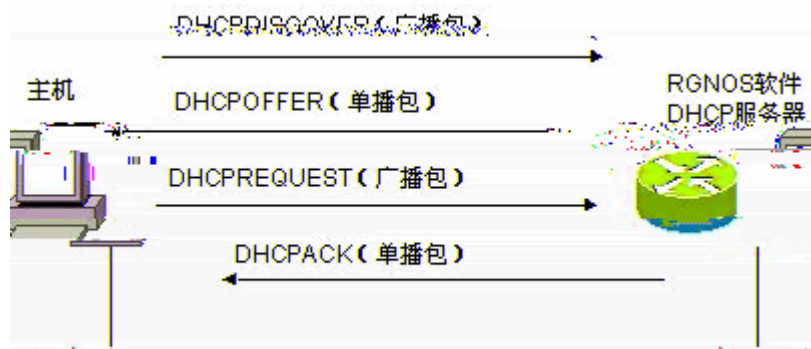 DHCPDISCOVER（广播包）
主机
RGNOS软件
DHCP服务器
DHCPOFFER（单播包）
DHCPREQUEST（广播包）
DHCPACK（单播包）